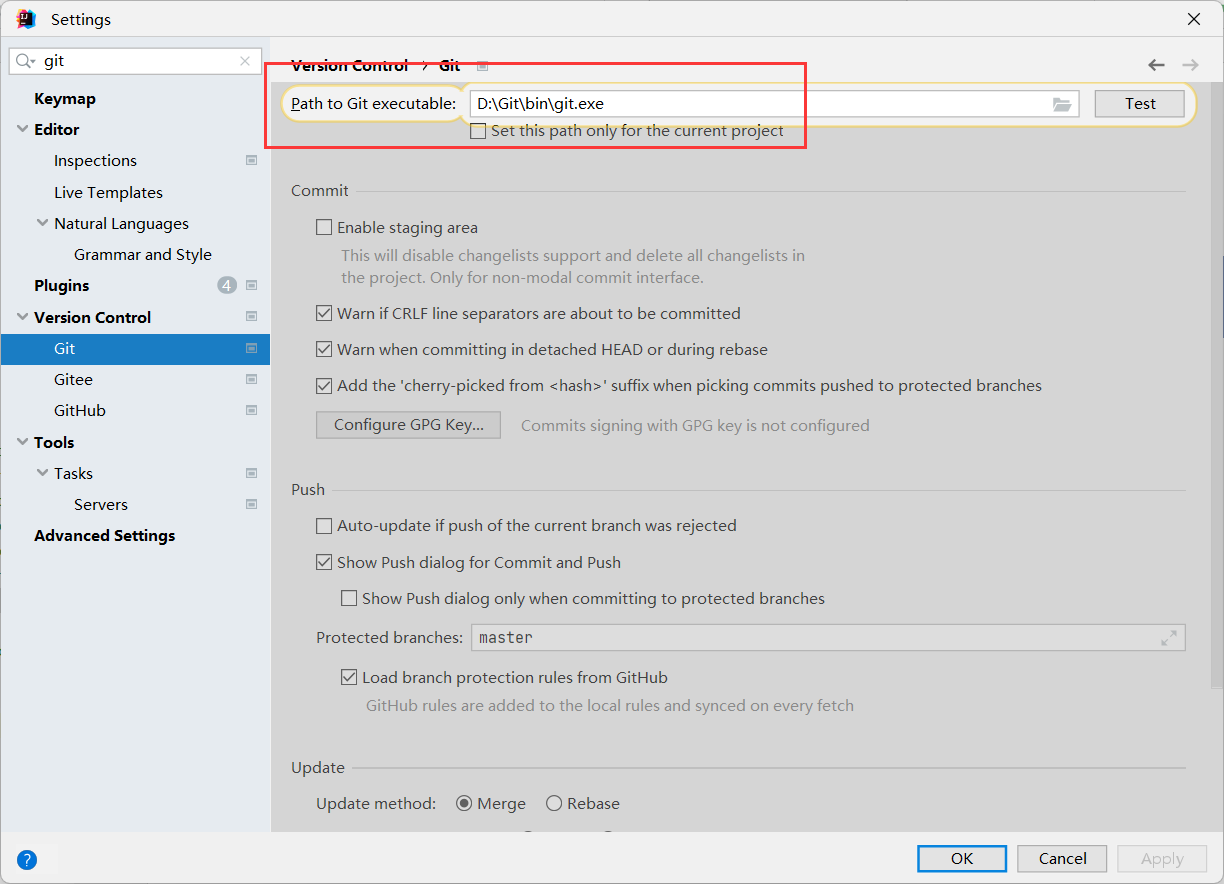 Settings
git
Keymap
Editor
Inspections
Live Templates
Natural Languages
Grammar and Style
Plugins
4
Version Control
Git
Gitee
GitHub
Tools
Tasks
Servers
Advanced Settings
Version Control › Git
Path to Git executable: D:\Git\bin\git.exe Test
Set this path only for the current project
Commit
Enable staging area
This will disable changelists support and delete all changelists in
the project. Only for non-modal commit interface.
Warn if CRLF line separators are about to be committed
Warn when committing in detached HEAD or during rebase
Add the 'cherry-picked from <hash>' suffix when picking commits pushed to protected branches
Configure GPG Key... Commits signing with GPG key is not configured
Push
Auto-update if push of the current branch was rejected
Show Push dialog for Commit and Push
Show Push dialog only when committing to protected branches
Protected branches: master
Load branch protection rules from GitHub
GitHub rules are added to the local rules and synced on every fetch
Update
Update method: Merge Rebase
? OK Cancel Apply